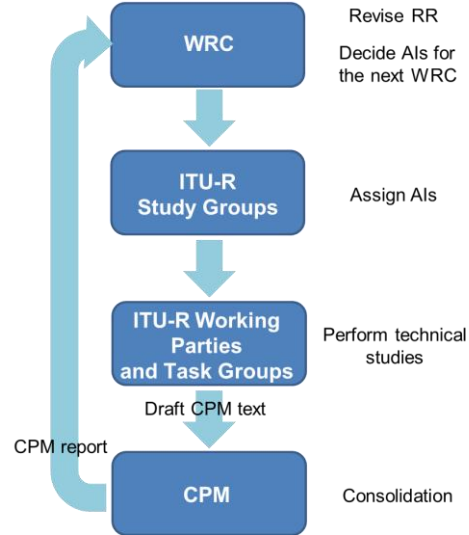 WRC
Revise RR
Decide AIs for
the next WRC
ITU-R
Study Groups
Assign AIs
ITU-R Working
Parties
and Task Groups
Perform technical
studies
Draft CPM text
CPM report
CPM
Consolidation